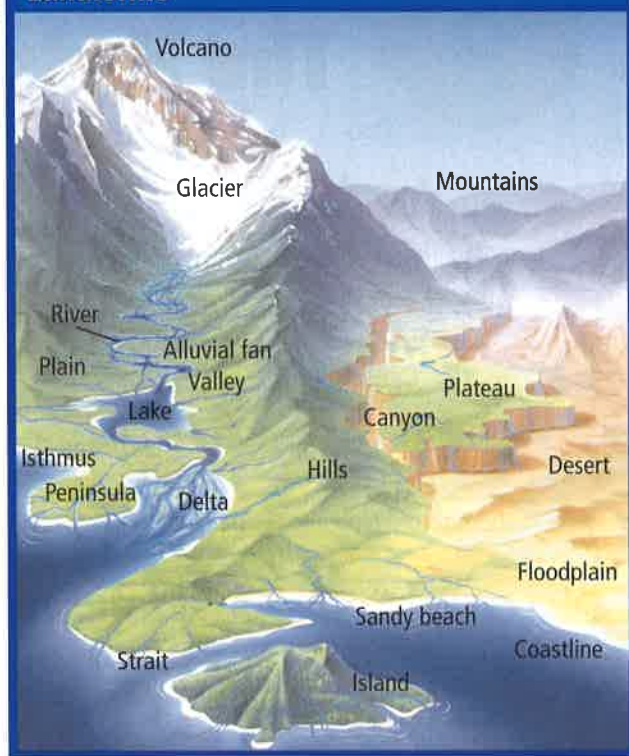 Volcano
Glacier
Mountains
River
Alluvial fan
Plain
Valley
Plateau
Lake
Canyon
Isthmus
Hills
Desert
Peninsula
Delta
Floodplain
Sandy beach
Coastline
Strait
Island